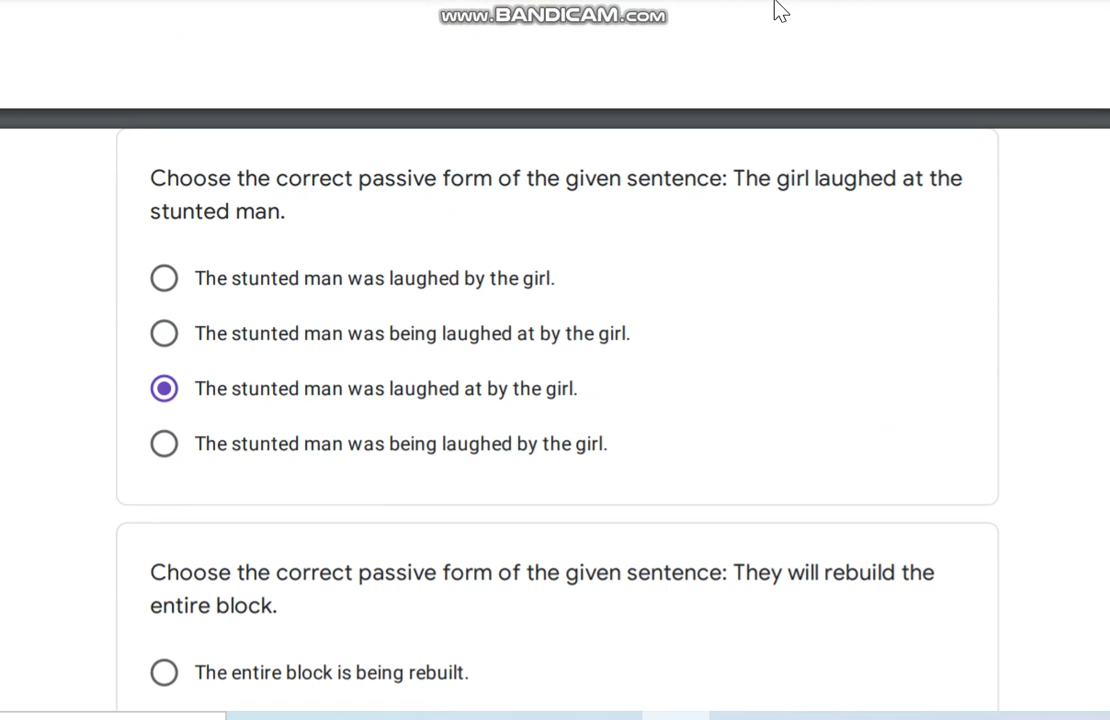 www.BANDICAM.com
Choose the correct passive form of the given sentence: The girl laughed at the
stunted man.
The stunted man was laughed by the girl.
The stunted man was being laughed at by the girl.
The stunted man was laughed at by the girl.
The stunted man was being laughed by the girl.
Choose the correct passive form of the given sentence: They will rebuild the
entire block.
The entire block is being rebuilt.